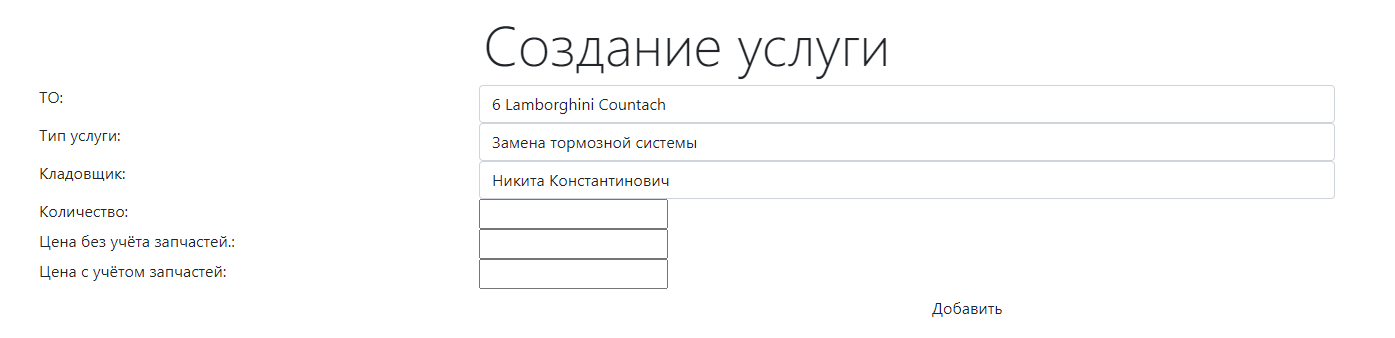 Создание услуги
ТО: 6 Lamborghini Countach
Тип услуги: Замена тормозной системы
Кладовщик: Никита Константинович
Количество:
Цена без учёта запчастей.:
Цена с учётом запчастей:
Добавить